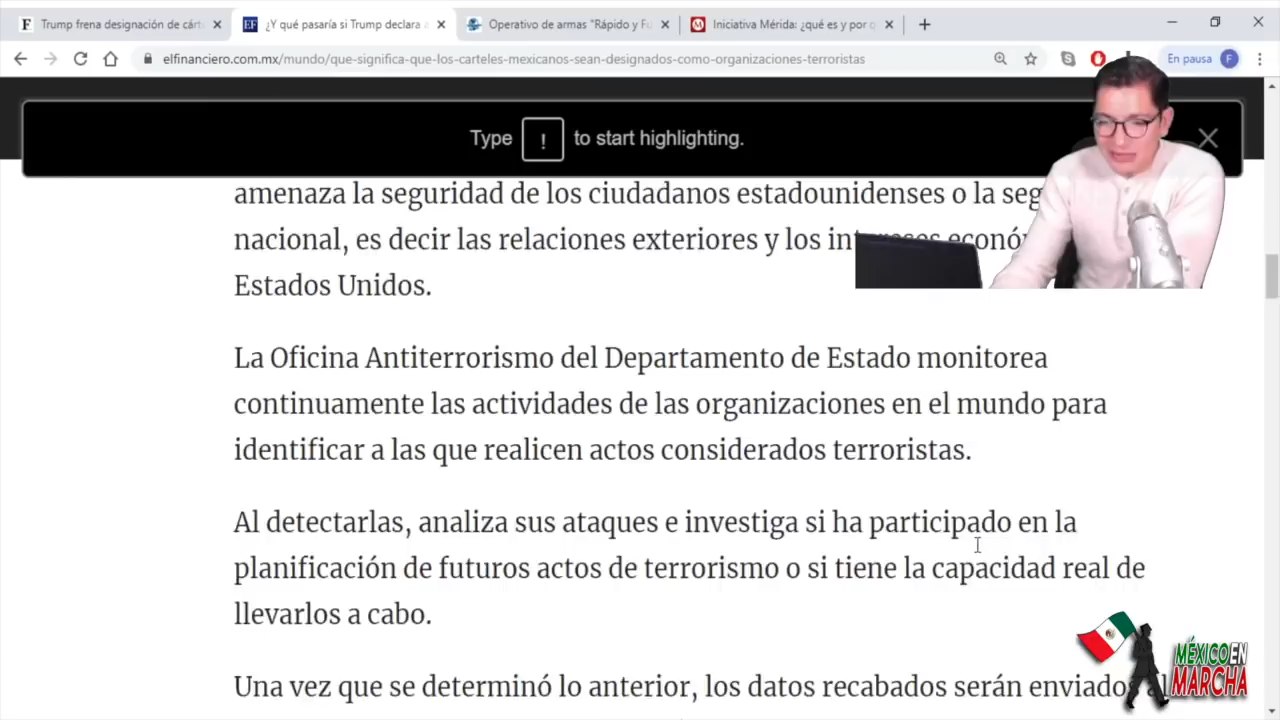 Trump frena designación de cárt
¿Y qué pasaría si Trump declara a
Operativo de armas "Rápido y Fu
Iniciativa Mérida: ¿qué es y por q
elfinanciero.com.mx/mundo/que-significa-que-los-carteles-mexicanos-sean-designados-como-organizaciones-terroristas
En pausa F
Type ! to start highlighting.
amenaza la seguridad de los ciudadanos estadounidenses o la seg
nacional, es decir las relaciones exteriores y los intereses econó
Estados Unidos.
La Oficina Antiterrorismo del Departamento de Estado monitorea
continuamente las actividades de las organizaciones en el mundo para
identificar a las que realicen actos considerados terroristas.
Al detectarlas, analiza sus ataques e investiga si ha participado en la
planificación de futuros actos de terrorismo o si tiene la capacidad real de
llevarlos a cabo.
Una vez que se determinó lo anterior, los datos recabados serán enviados al
MÉXICO EN
MARCHA